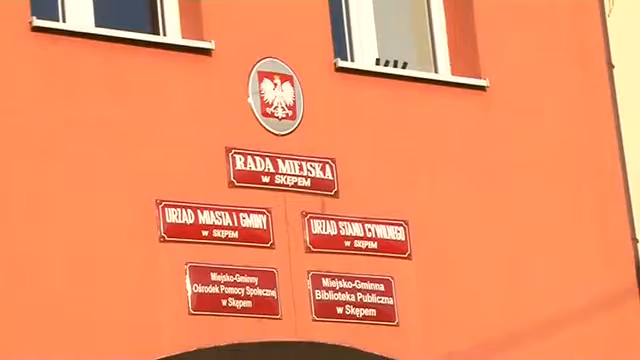 RADA MIEJSKA
w SKĘPEM
URZĄD MIASTA I GMINY
w SKĘPEM
URZĄD STANU CYWILNEGO
w SKĘPEM
Miejsko-Gminny
Ośrodek Pomocy Społecznej
w Skępem
Miejsko-Gminna
Biblioteka Publiczna
w Skępem